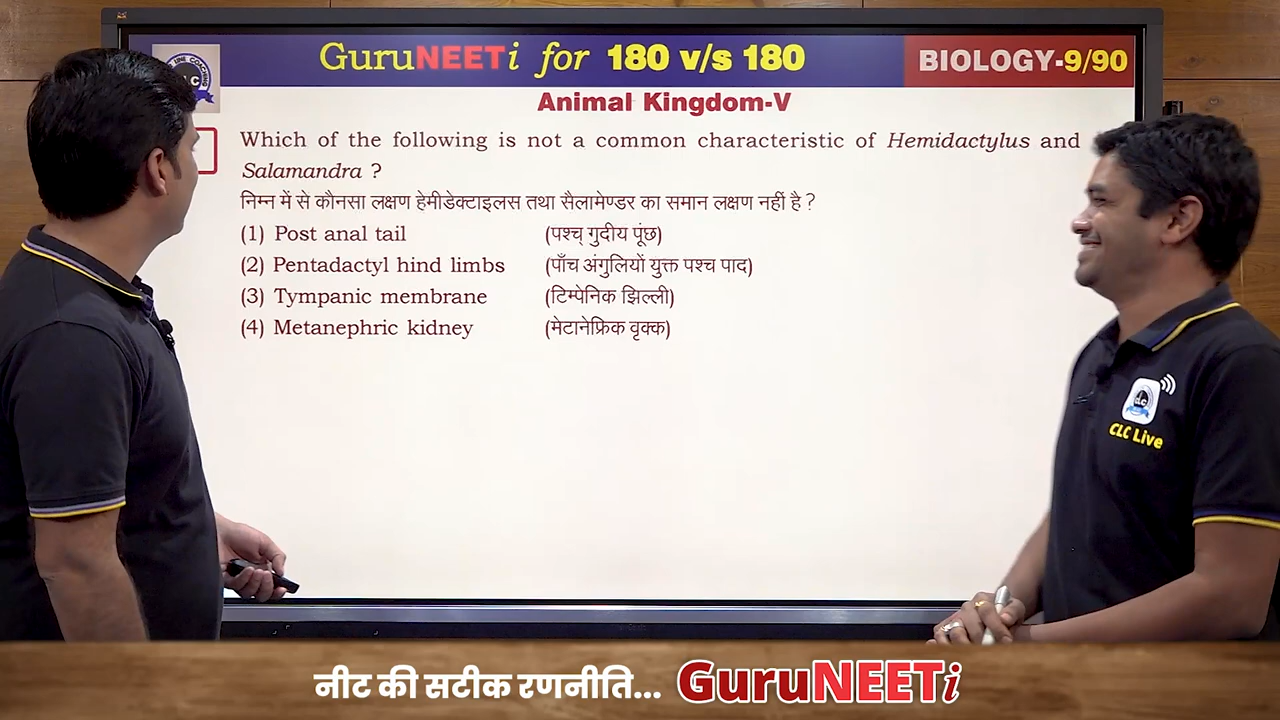 GuruNEETi for 180 v/s 180
BIOLOGY-9/90
Animal Kingdom-V
Which of the following is not a common characteristic of Hemidactylus and
Salamandra ?
निम्न में से कौनसा लक्षण हेमीडेक्टाइलस तथा सैलामेण्डर का समान लक्षण नहीं है ?
(1) Post anal tail (पश्च् गुदीय पूंछ)
(2) Pentadactyl hind limbs (पाँच अंगुलियों युक्त पश्च पाद)
(3) Tympanic membrane (टिम्पेनिक झिल्ली)
(4) Metanephric kidney (मेटानेफ्रिक वृक्क)
CLC
CLC Live
नीट की सटीक रणनीति... GuruNEETi